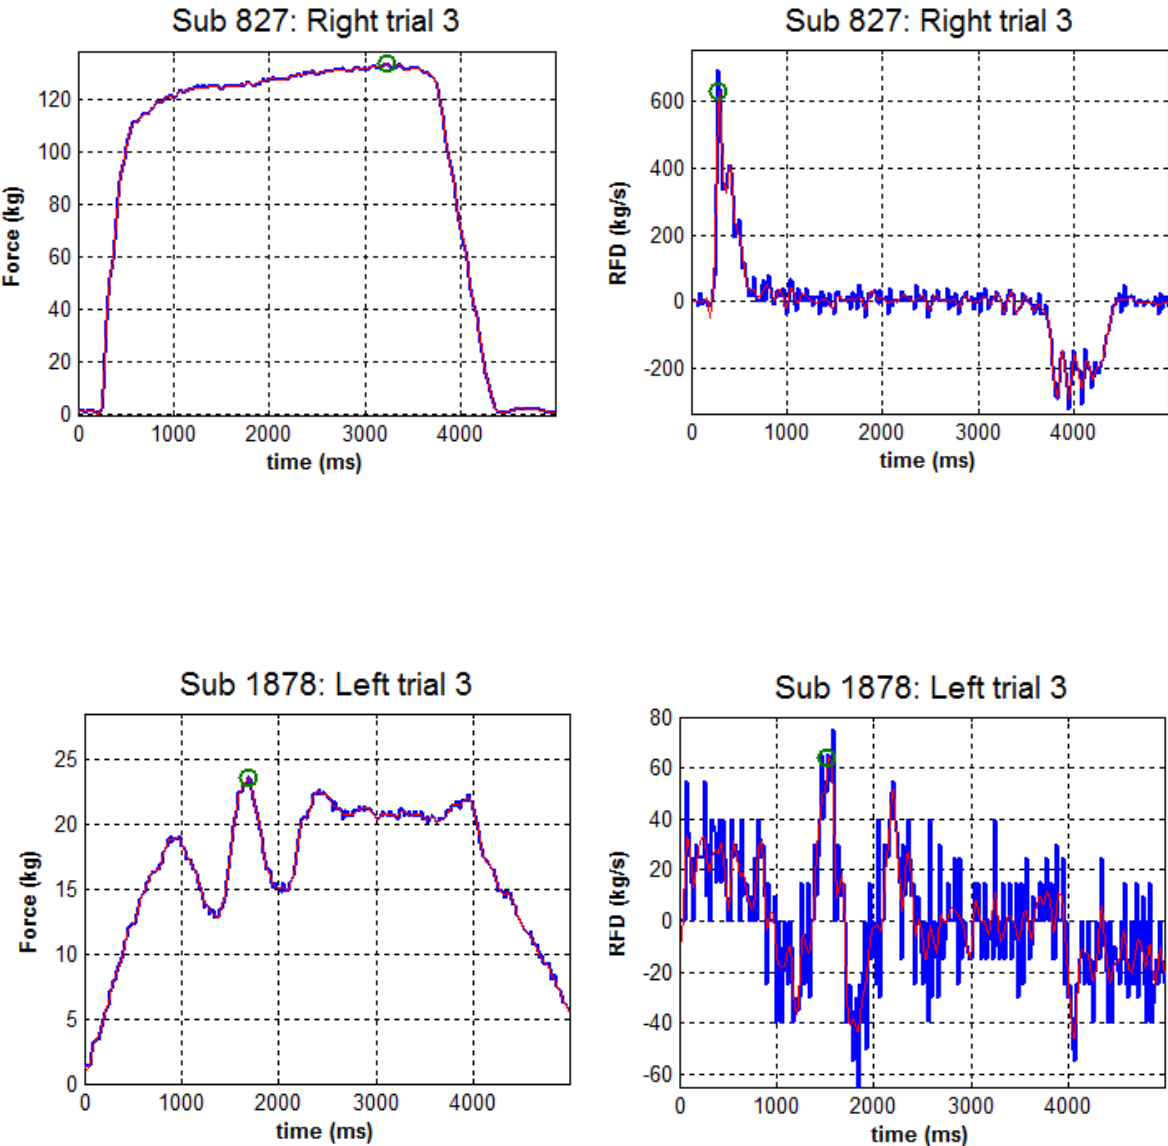 Sub 827: Right trial 3
Sub 827: Right trial 3
Force (kg)
120
100
80
60
40
20
0
0 1000 2000 3000 4000
time (ms)
RFD (kg/s)
600
400
200
0
-200
0 1000 2000 3000 4000
time (ms)
Sub 1878: Left trial 3
Sub 1878: Left trial 3
Force (kg)
25
20
15
10
5
0
0 1000 2000 3000 4000
time (ms)
RFD (kg/s)
80
60
40
20
0
-20
-40
-60
0 1000 2000 3000 4000
time (ms)